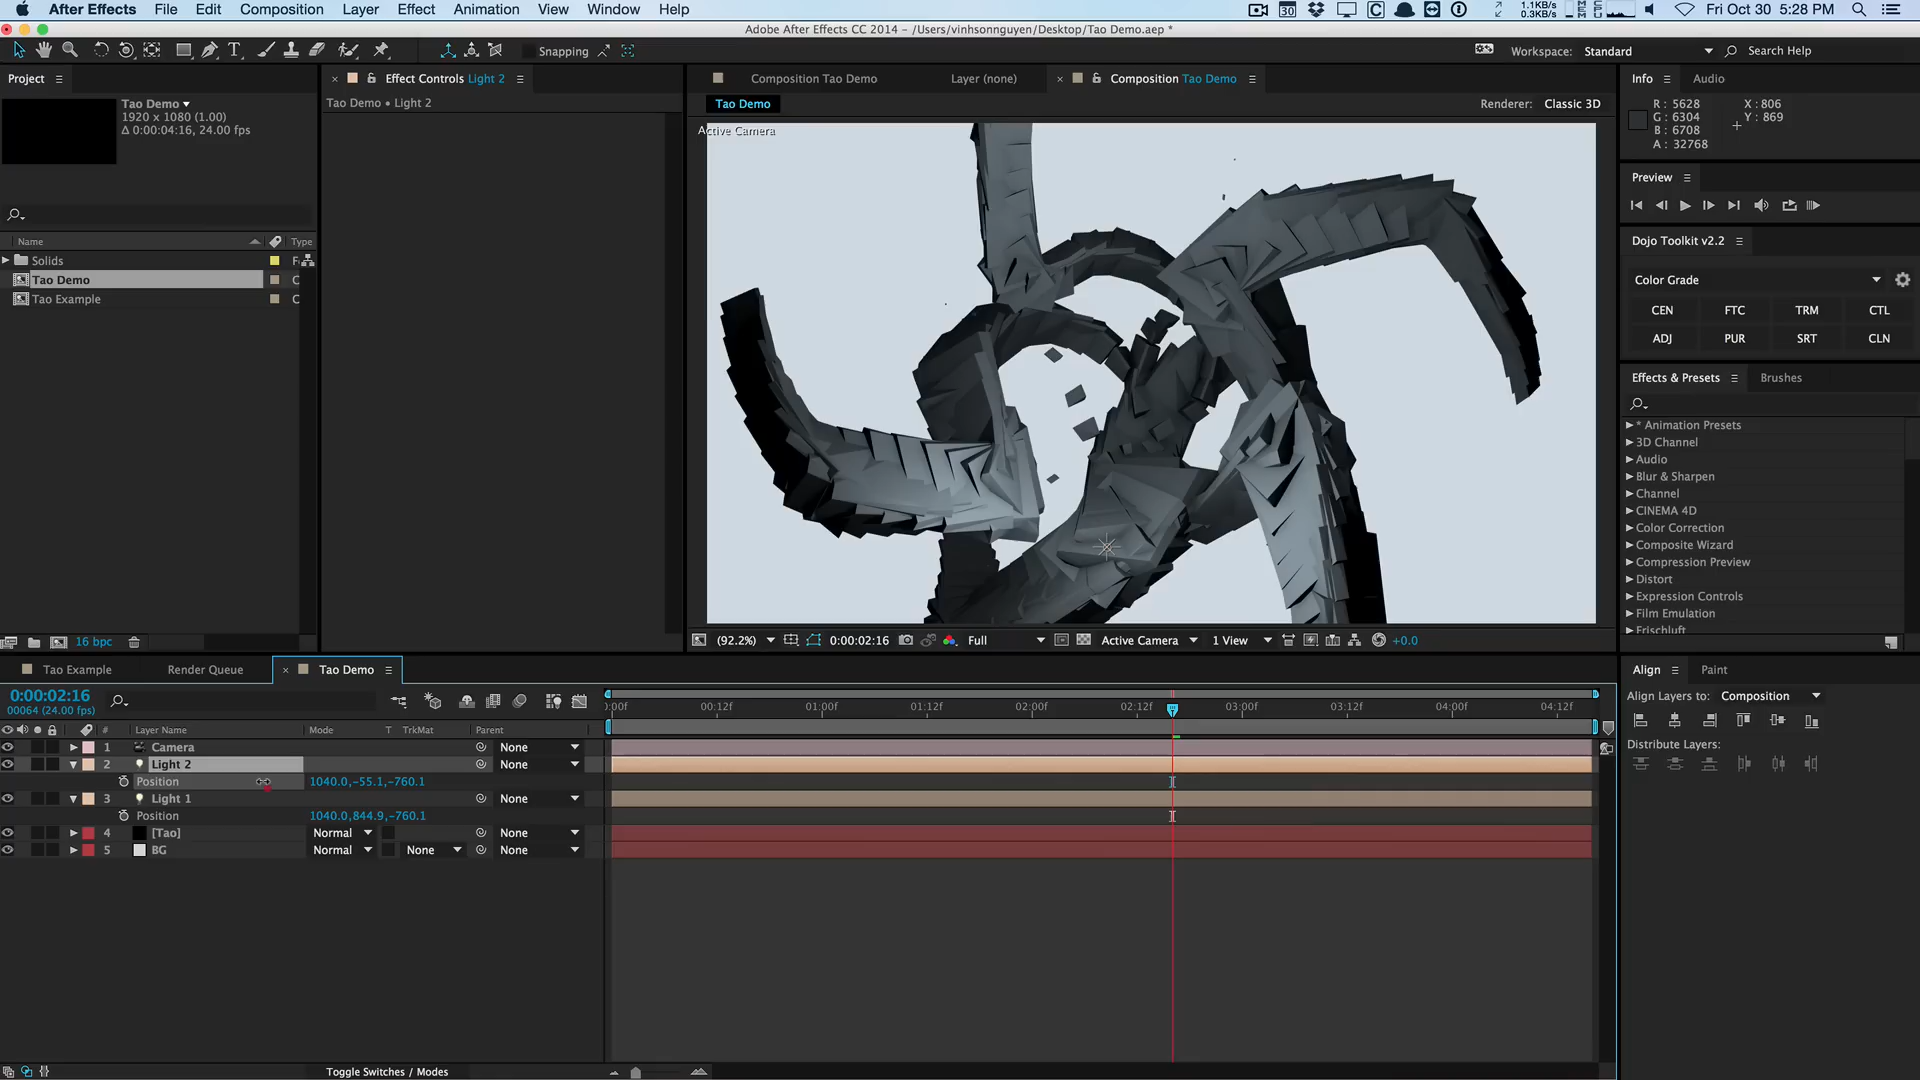 After Effects File Edit Composition Layer Effect Animation View Window Help
30 1.1KB/s 0.3KB/s Fri Oct 30 5:28 PM
Adobe After Effects CC 2014 - /Users/vinhsonnguyen/Desktop/Tao Demo.aep *
Snapping Workspace: Standard Search Help
Project Effect Controls Light 2 Composition Tao Demo Layer (none) Composition Tao Demo Info Audio
Tao Demo • Light 2
Tao Demo Renderer: Classic 3D
Tao Demo
1920 x 1080 (1.00)
Δ 0:00:04:16, 24.00 fps
Active Camera
R : 5628 X : 806
G : 6304 Y : 869
B : 6708
A : 32768
Preview
Name Type
Solids F
Tao Demo C
Tao Example C
Dojo Toolkit v2.2
Color Grade
CEN FTC TRM CTL
ADJ PUR SRT CLN
Effects & Presets Brushes
* Animation Presets
3D Channel
Audio
Blur & Sharpen
Channel
CINEMA 4D
Color Correction
Composite Wizard
Compression Preview
Distort
Expression Controls
Film Emulation
Frischluft
16 bpc
(92.2%) 0:00:02:16 Full Active Camera 1 View +0.0
Tao Example Render Queue Tao Demo
0:00:02:16
00064 (24.00 fps)
:00f 00:12f 01:00f 01:12f 02:00f 02:12f 03:00f 03:12f 04:00f 04:12f
# Layer Name Mode T TrkMat Parent
1 Camera None
2 Light 2 None
Position 1040.0,-55.1,-760.1
3 Light 1 None
Position 1040.0,844.9,-760.1
4 [Tao] Normal None
5 BG Normal None None
Toggle Switches / Modes
Align Paint
Align Layers to: Composition
Distribute Layers: